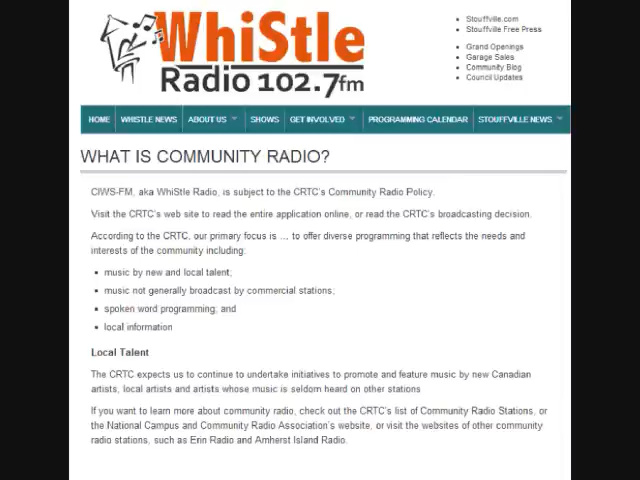 WhiStle
Radio 102.7fm
Stouffville.com
Stouffville Free Press
Grand Openings
Garage Sales
Community Blog
Council Updates
HOME WHISTLE NEWS ABOUT US SHOWS GET INVOLVED PROGRAMMING CALENDAR STOUFFVILLE NEWS
WHAT IS COMMUNITY RADIO?
CIWS-FM, aka WhiStle Radio, is subject to the CRTC's Community Radio Policy.
Visit the CRTC's web site to read the entire application online, or read the CRTC's broadcasting decision.
According to the CRTC, our primary focus is ... to offer diverse programming that reflects the needs and
interests of the community including:
music by new and local talent;
music not generally broadcast by commercial stations;
spoken word programming; and
local information
Local Talent
The CRTC expects us to continue to undertake initiatives to promote and feature music by new Canadian
artists, local artists and artists whose music is seldom heard on other stations
If you want to learn more about community radio, check out the CRTC's list of Community Radio Stations, or
the National Campus and Community Radio Association's website, or visit the websites of other community
radio stations, such as Erin Radio and Amherst Island Radio.